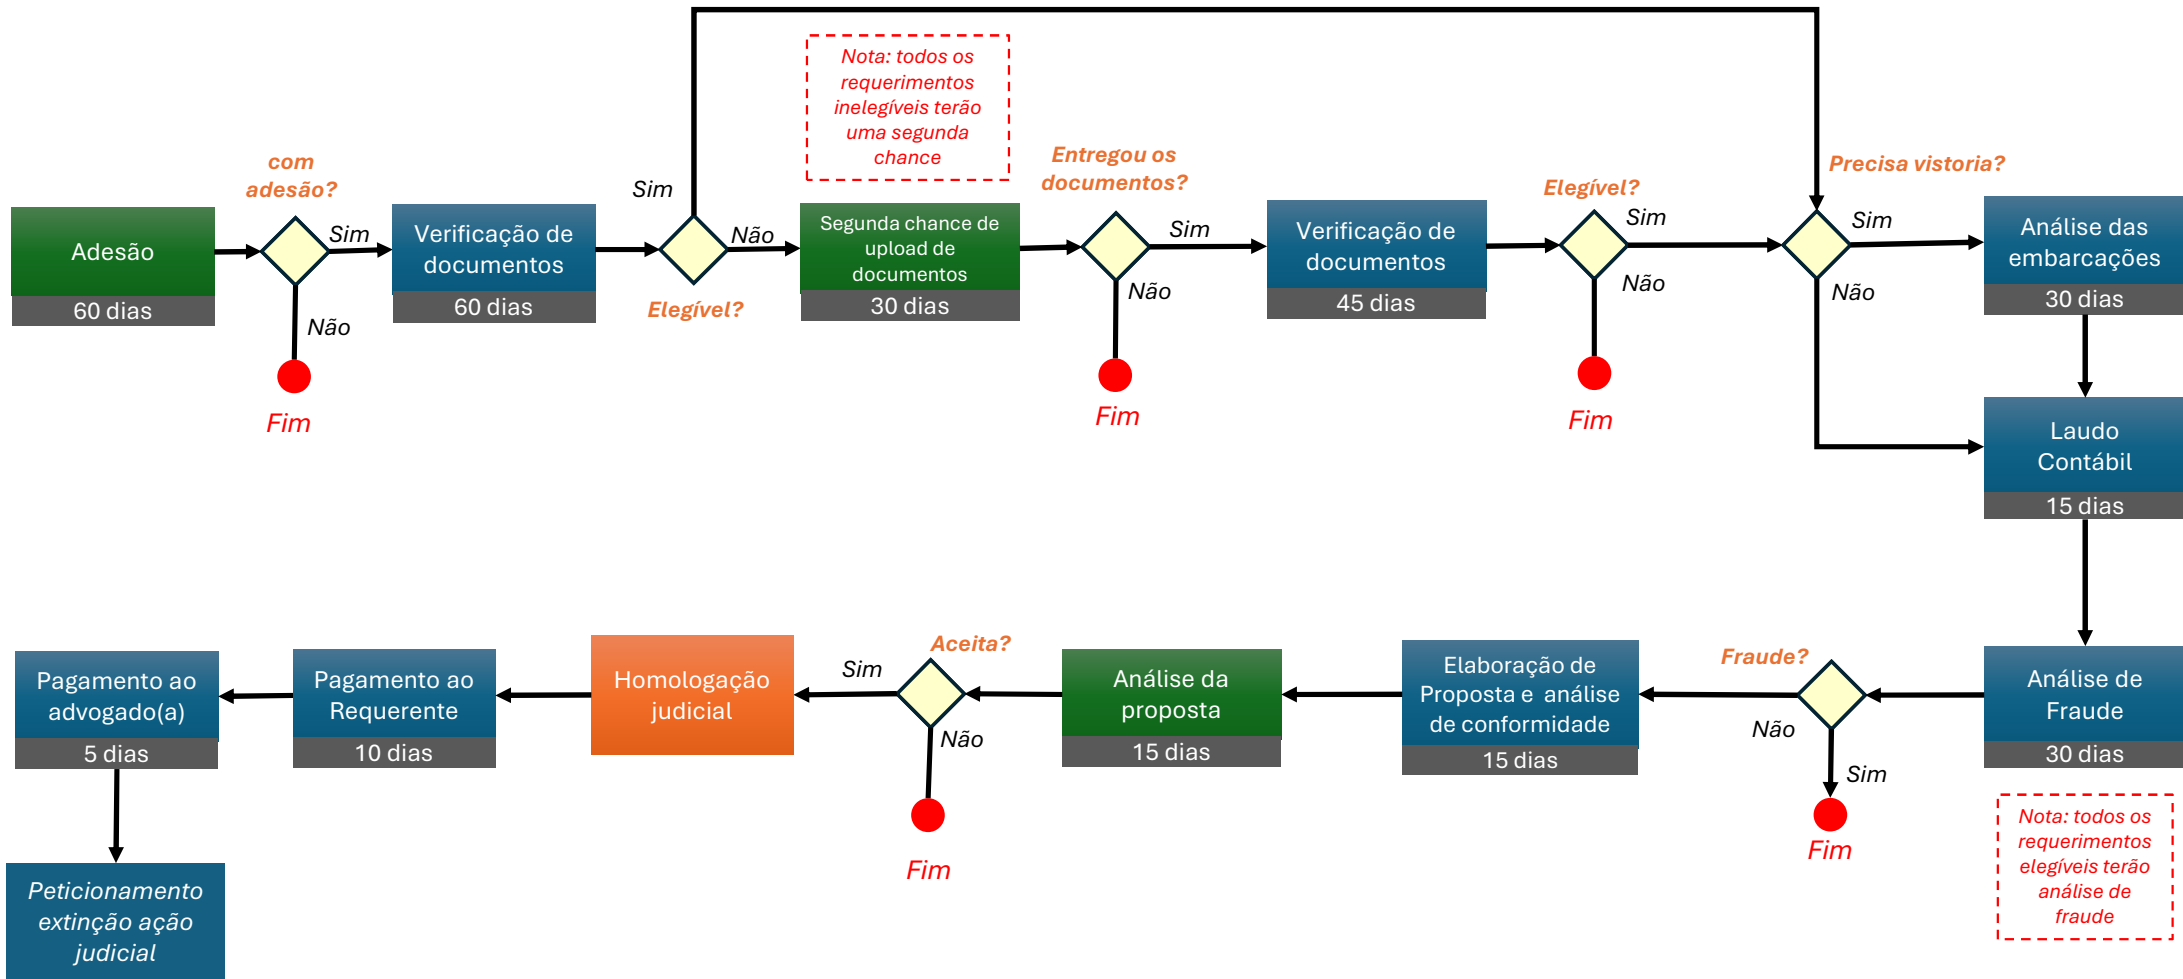 Nota: todos os
requerimentos
inelegíveis terão
uma segunda
chance
com
adesão?
Sim
Entregou os
documentos?
Elegível?
Precisa vistoria?
Adesão
60 dias
Sim
Não
Fim
Verificação de
documentos
60 dias
Não
Elegível?
Segunda chance de
upload de
documentos
30 dias
Sim
Não
Fim
Verificação de
documentos
45 dias
Sim
Não
Fim
Sim
Não
Análise das
embarcações
30 dias
Laudo
Contábil
15 dias
Análise de
Fraude
30 dias
Nota: todos os
requerimentos
elegíveis terão
análise de
fraude
Fraude?
Não
Sim
Fim
Elaboração de
Proposta e análise
de conformidade
15 dias
Análise da
proposta
15 dias
Aceita?
Sim
Não
Fim
Homologação
judicial
Pagamento ao
Requerente
10 dias
Pagamento ao
advogado(a)
5 dias
Peticionamento
extinção ação
judicial